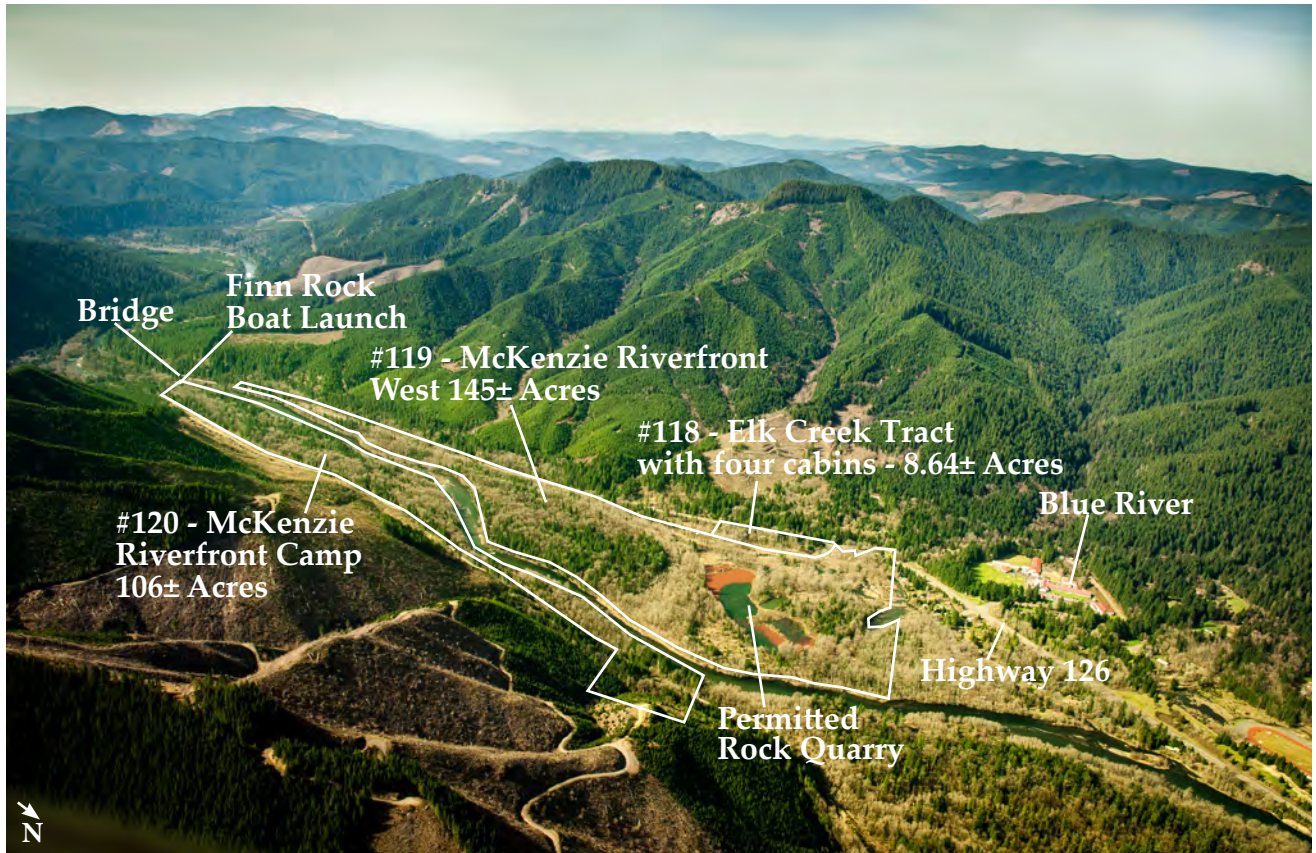 Finn Rock
Boat Launch
Bridge
#119 - McKenzie Riverfront
West 145± Acres
#118 - Elk Creek Tract
with four cabins - 8.64± Acres
Blue River
#120 - McKenzie
Riverfront Camp
106± Acres
Highway 126
Permitted
Rock Quarry
N